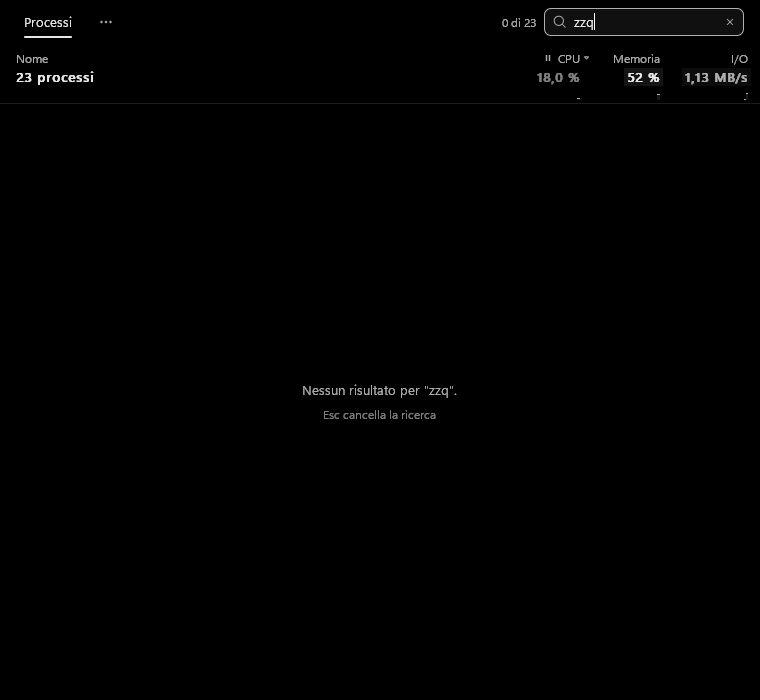 Processi ···
0 di 23
zzq
Nome CPU Memoria I/O
23 processi 18,0 % 52 % 1,13 MB/s
Nessun risultato per "zzq".
Esc cancella la ricerca